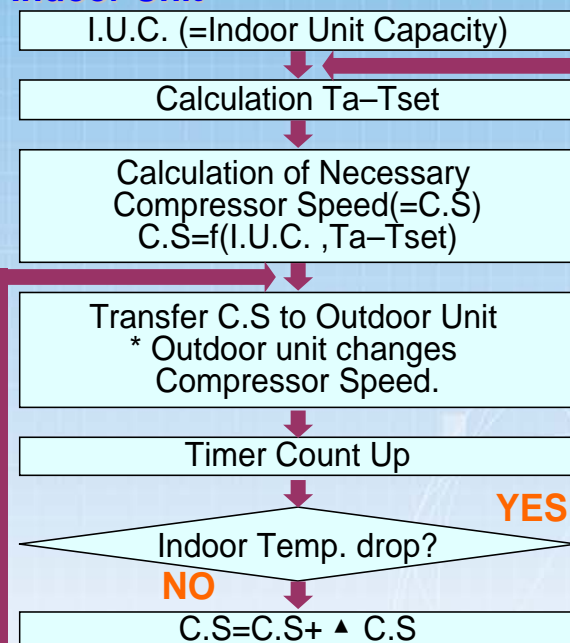 Indoor Unit
I.U.C. (=Indoor Unit Capacity)
Calculation Ta–Tset
Calculation of Necessary
Compressor Speed(=C.S)
C.S=f(I.U.C. ,Ta–Tset)
Transfer C.S to Outdoor Unit
* Outdoor unit changes
Compressor Speed.
Timer Count Up
YES
Indoor Temp. drop?
NO
C.S=C.S+ ▲ C.S